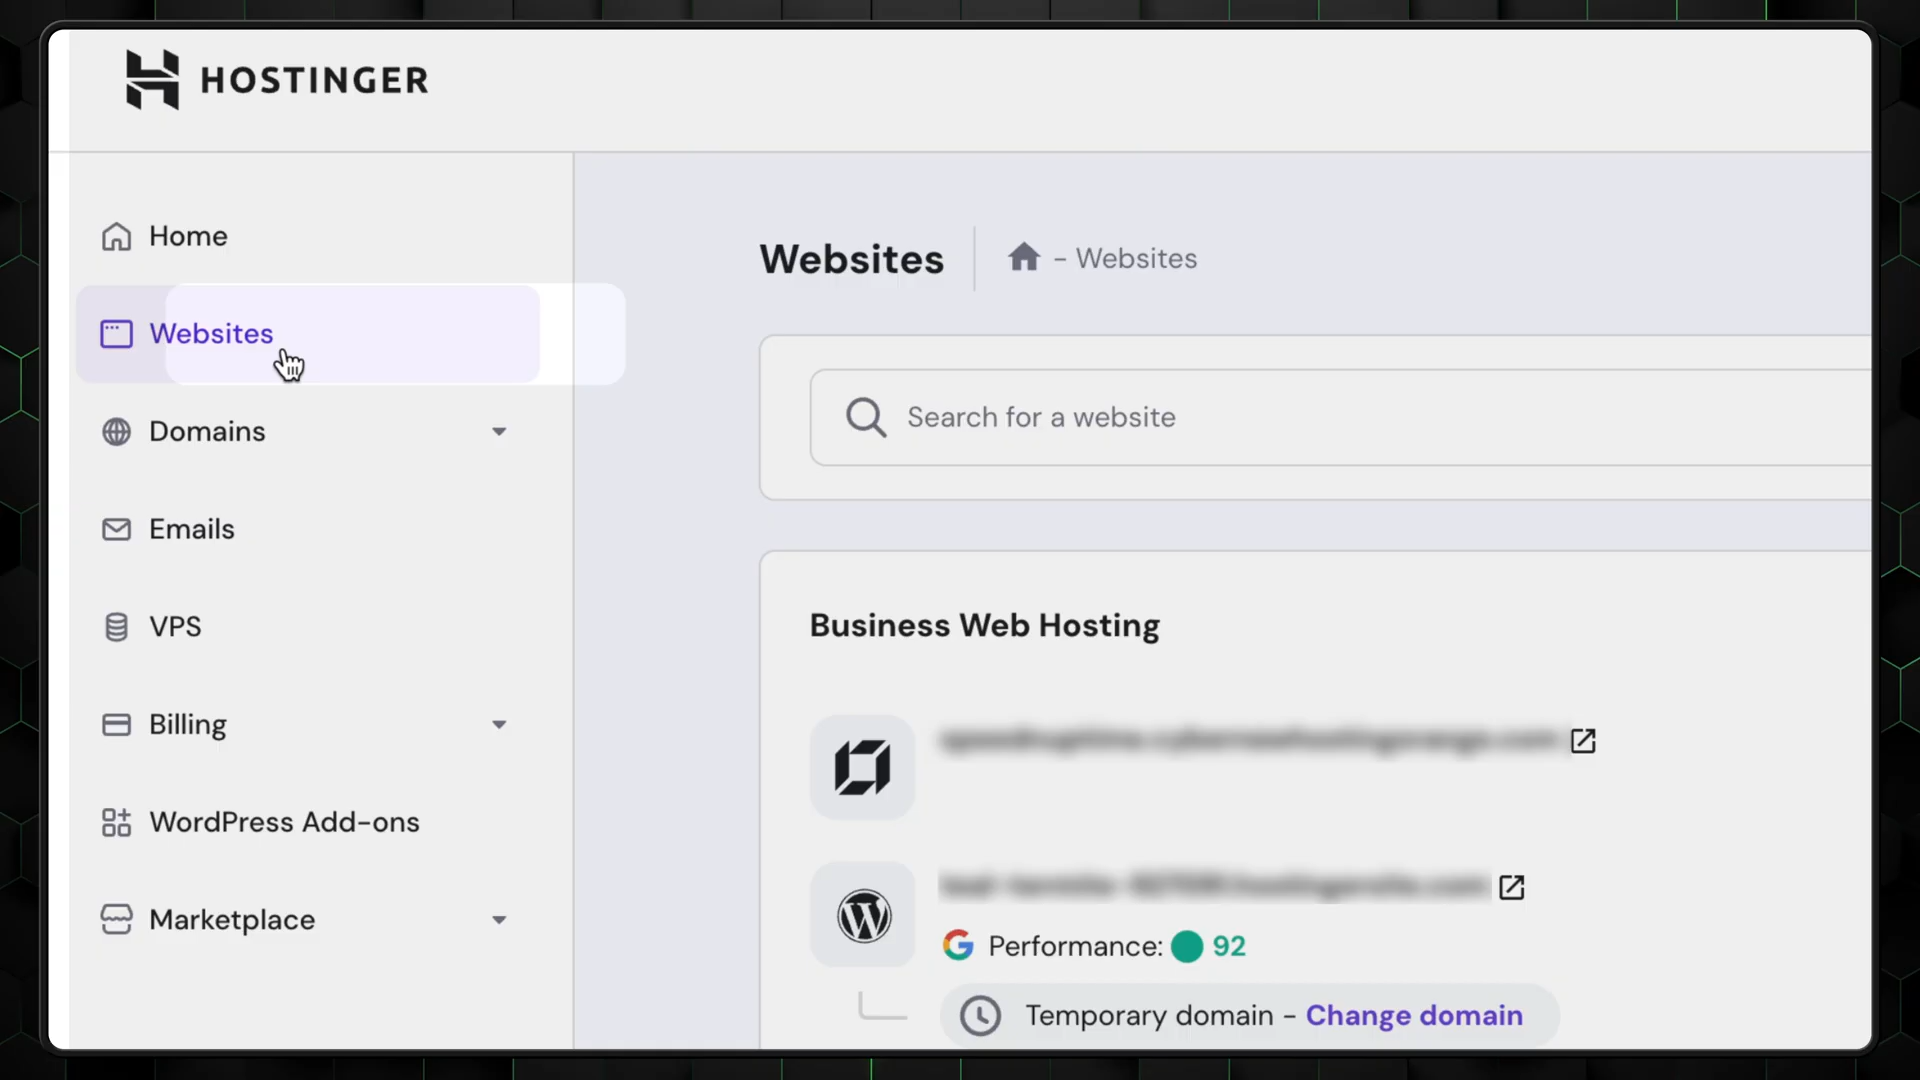 HOSTINGER
Home
Websites
Domains
Emails
VPS
Billing
WordPress Add-ons
Marketplace
Websites
– Websites
Search for a website
Business Web Hosting
Performance: 92
Temporary domain – Change domain